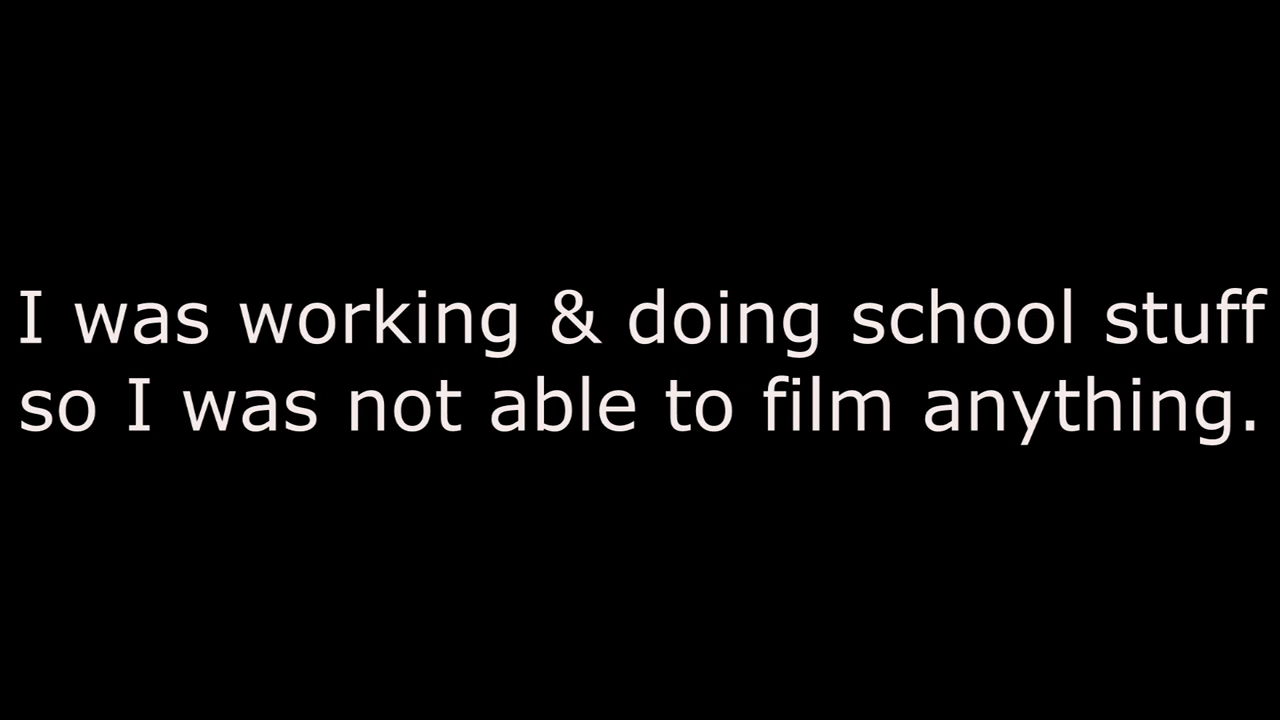 I was working & doing school stuff
so I was not able to film anything.